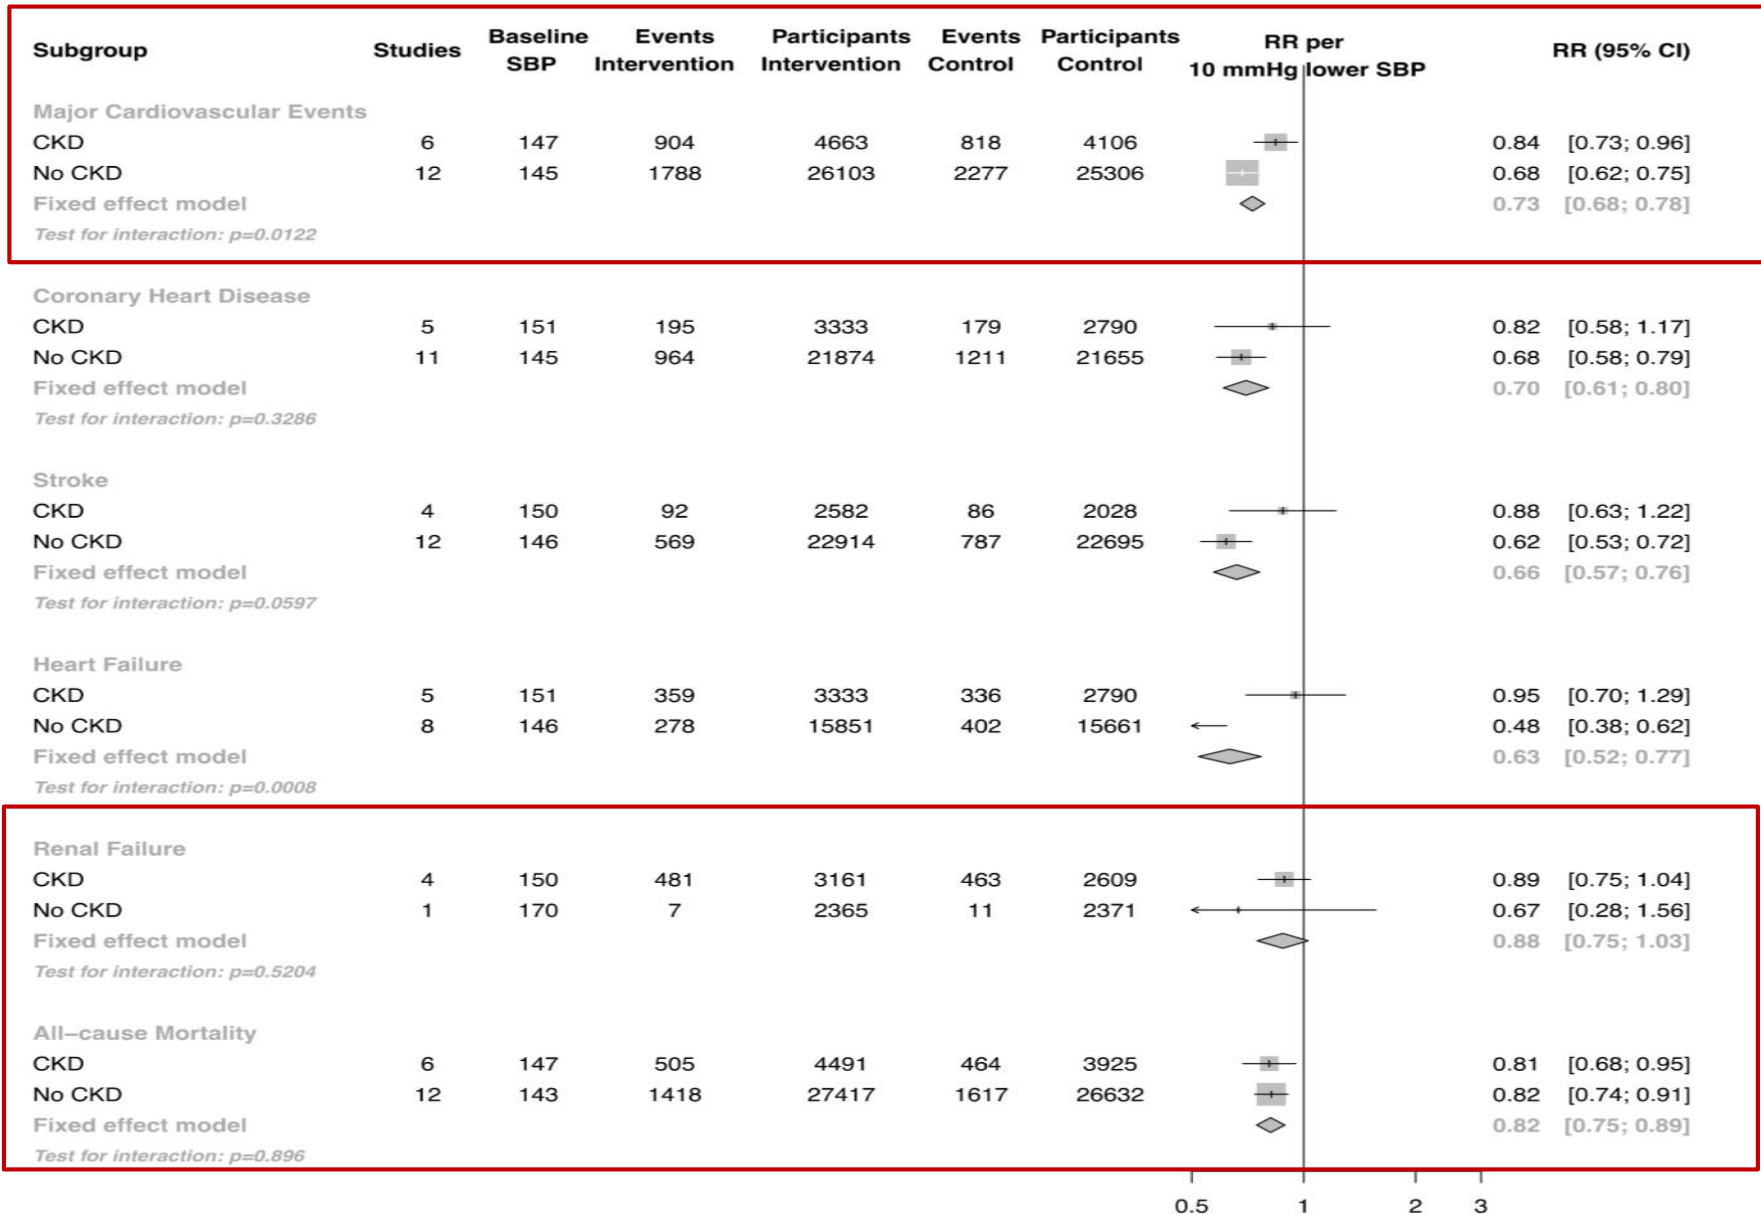 Subgroup Studies Baseline SBP Events Intervention Participants Intervention Events Control Participants Control RR per 10 mmHg lower SBP RR (95% CI)
Major Cardiovascular Events
CKD 6 147 904 4663 818 4106 0.84 [0.73; 0.96]
No CKD 12 145 1788 26103 2277 25306 0.68 [0.62; 0.75]
Fixed effect model 0.73 [0.68; 0.78]
Test for interaction: p=0.0122
Coronary Heart Disease
CKD 5 151 195 3333 179 2790 0.82 [0.58; 1.17]
No CKD 11 145 964 21874 1211 21655 0.68 [0.58; 0.79]
Fixed effect model 0.70 [0.61; 0.80]
Test for interaction: p=0.3286
Stroke
CKD 4 150 92 2582 86 2028 0.88 [0.63; 1.22]
No CKD 12 146 569 22914 787 22695 0.62 [0.53; 0.72]
Fixed effect model 0.66 [0.57; 0.76]
Test for interaction: p=0.0597
Heart Failure
CKD 5 151 359 3333 336 2790 0.95 [0.70; 1.29]
No CKD 8 146 278 15851 402 15661 0.48 [0.38; 0.62]
Fixed effect model 0.63 [0.52; 0.77]
Test for interaction: p=0.0008
Renal Failure
CKD 4 150 481 3161 463 2609 0.89 [0.75; 1.04]
No CKD 1 170 7 2365 11 2371 0.67 [0.28; 1.56]
Fixed effect model 0.88 [0.75; 1.03]
Test for interaction: p=0.5204
All–cause Mortality
CKD 6 147 505 4491 464 3925 0.81 [0.68; 0.95]
No CKD 12 143 1418 27417 1617 26632 0.82 [0.74; 0.91]
Fixed effect model 0.82 [0.75; 0.89]
Test for interaction: p=0.896
0.5 1 2 3